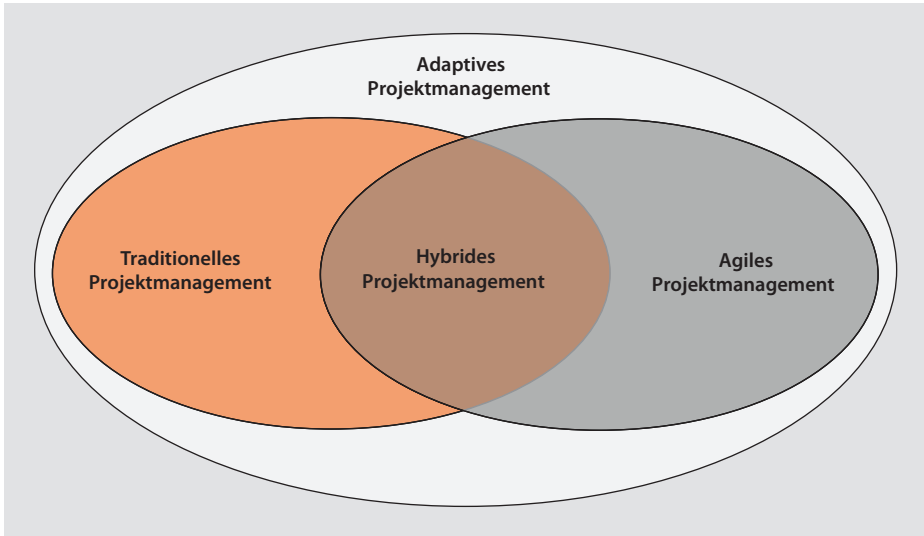 Adaptives
Projektmanagement
Traditionelles
Projektmanagement
Hybrides
Projektmanagement
Agiles
Projektmanagement